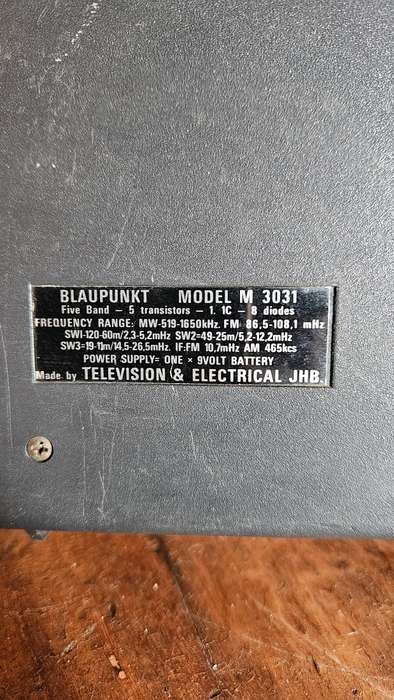 BLAUPUNKT MODEL M 3031
Five Band — 5 transistors — 1. 1C — 8 diodes
FREQUENCY RANGE: MW-519-1650kHz. FM 86,5-108,1 mHz
SW1-120-60m/2,3-5,2mHz SW2=49-25m/5,2-12,2mHz
SW3=19-11m/14,5-26,5mHz. IF:FM 10,7mHz AM 465kcs
POWER SUPPLY= ONE × 9VOLT BATTERY
Made by TELEVISION & ELECTRICAL JHB.